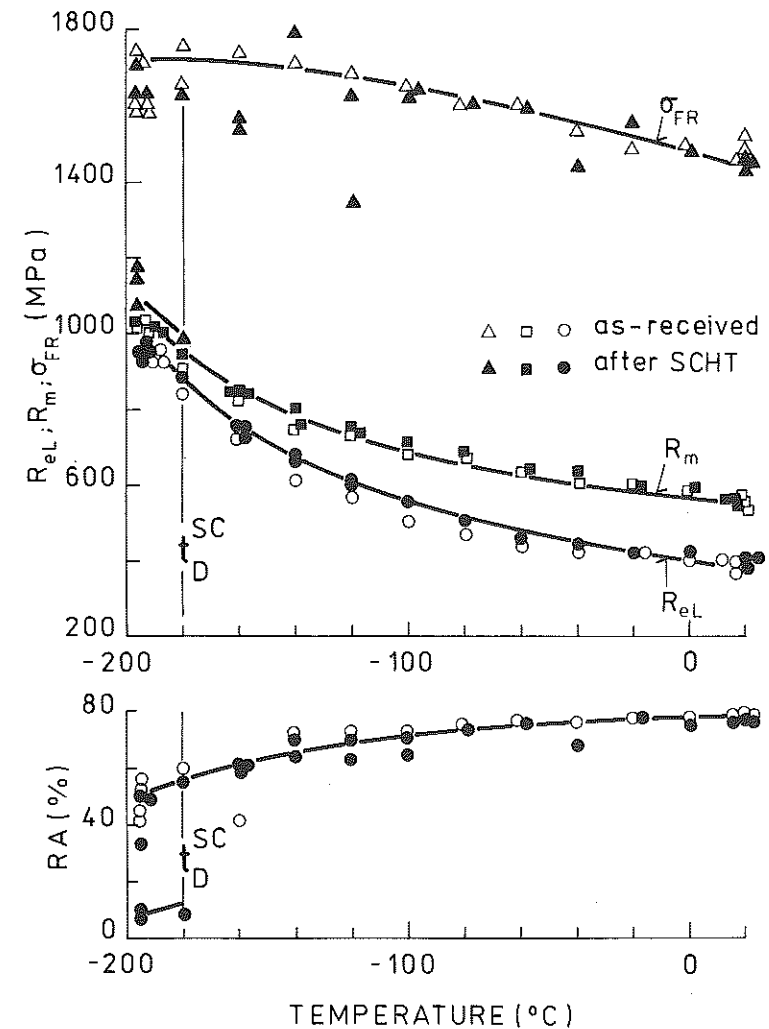 1800
1400
1000
600
200
R_eL ; R_m ; σ_FR (MPa)
σ_FR
△ □ ○ as-received
▲ ■ ● after SCHT
R_m
t_D^SC
R_eL
-200 -100 0
80
40
0
RA (%)
t_D^SC
-200 -100 0
TEMPERATURE (°C)